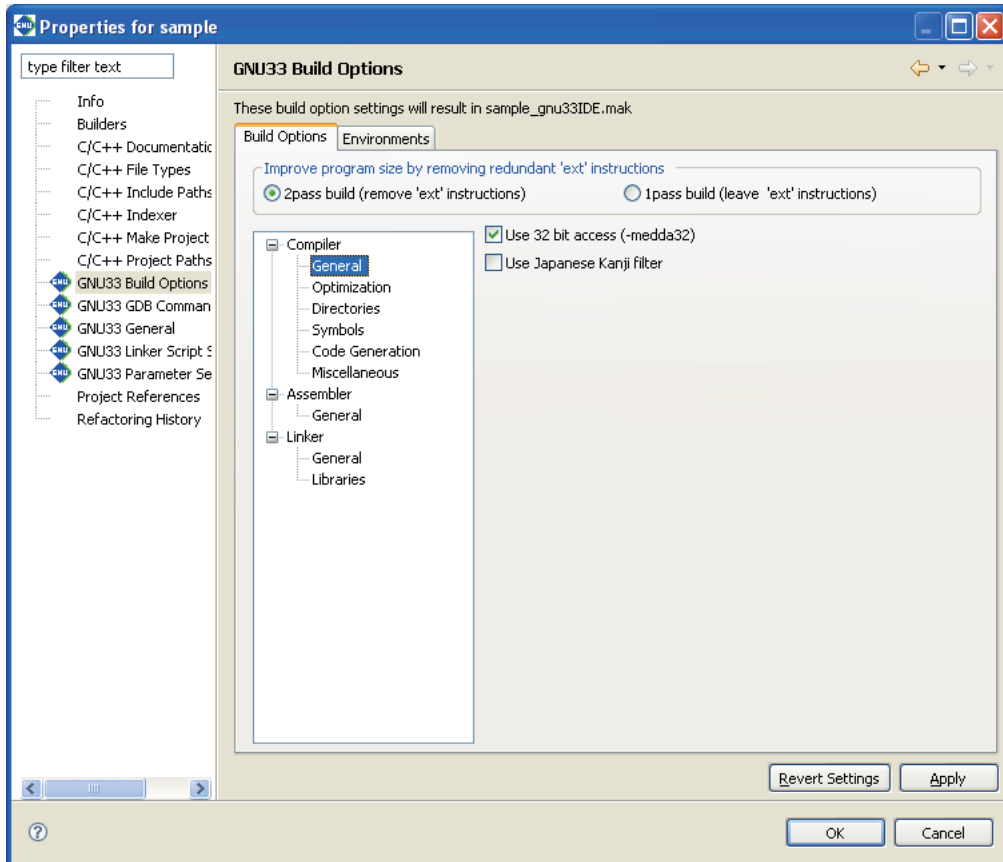 Properties for sample
type filter text
Info
Builders
C/C++ Documentatic
C/C++ File Types
C/C++ Include Paths
C/C++ Indexer
C/C++ Make Project
C/C++ Project Paths
GNU33 Build Options
GNU33 GDB Comman
GNU33 General
GNU33 Linker Script S
GNU33 Parameter Se
Project References
Refactoring History
GNU33 Build Options
These build option settings will result in sample_gnu33IDE.mak
Build Options Environments
Improve program size by removing redundant 'ext' instructions
2pass build (remove 'ext' instructions) 1pass build (leave 'ext' instructions)
Compiler
General
Optimization
Directories
Symbols
Code Generation
Miscellaneous
Assembler
General
Linker
General
Libraries
Use 32 bit access (-medda32)
Use Japanese Kanji filter
Revert Settings Apply
OK Cancel